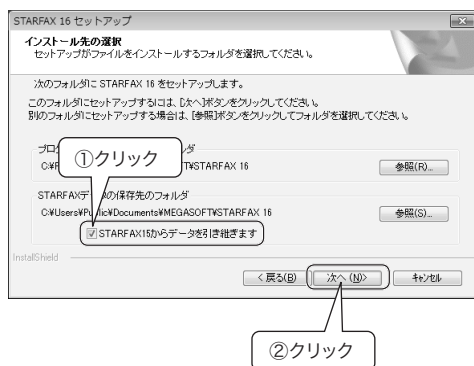 STARFAX 16 セットアップ
インストール先の選択
セットアップがファイルをインストールするフォルダを選択してください。
次のフォルダに STARFAX 16 をセットアップします。
このフォルダにセットアップするには、[次へ]ボタンをクリックしてください。
別のフォルダにセットアップする場合は、[参照]ボタンをクリックしてフォルダを選択してください。
①クリック
T¥STARFAX 16
参照(R)...
STARFAXデ
の保存先のフォルダ
C:¥Users¥Public¥Documents¥MEGASOFT¥STARFAX 16
参照(S)...
STARFAX15からデータを引き継ぎます
InstallShield
< 戻る(B)
次へ (N)>
キャンセル
②クリック